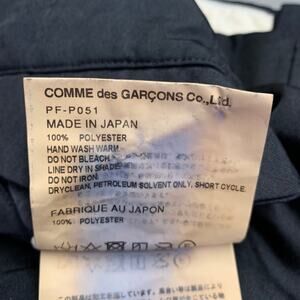 COMME des GARÇONS Co.,Ltd.
PF-P051
MADE IN JAPAN
100% POLYESTER
HAND WASH WARM
DO NOT BLEACH
LINE DRY IN SHADE
DO NOT IRON
DRYCLEAN, PETROLEUM SOLVENT ONLY, SHORT CYCLE.
FABRIQUE AU JAPON
100% POLYESTER